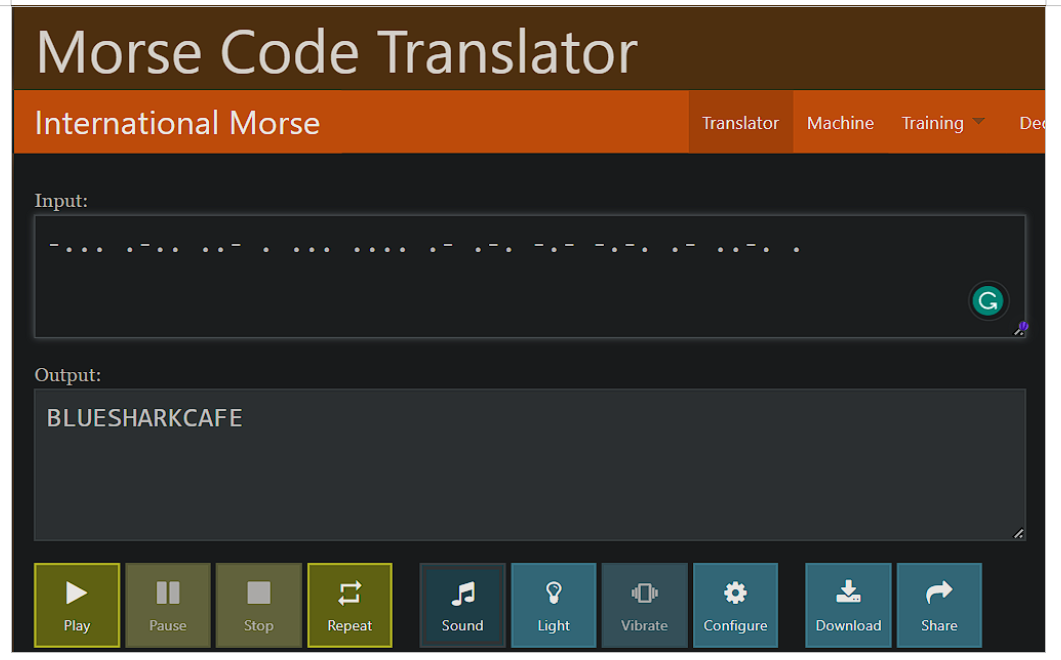 Morse Code Translator
International Morse Translator Machine Training Dec
Input:
-... .-.. ..- . ... .... .- .-. -.- -.-. .- ..-. .
Output:
BLUESHARKCAFE
Play Pause Stop Repeat Sound Light Vibrate Configure Download Share